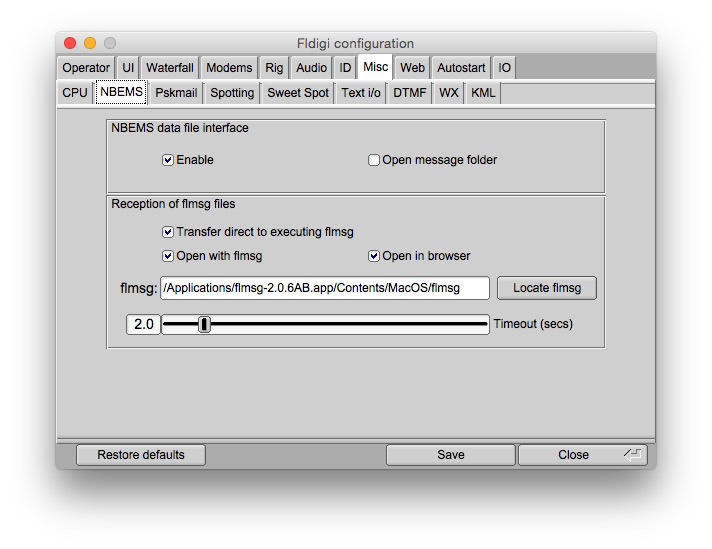 Fldigi configuration
Operator UI Waterfall Modems Rig Audio ID Misc Web Autostart IO
CPU NBEMS Pskmail Spotting Sweet Spot Text i/o DTMF WX KML
NBEMS data file interface
Enable Open message folder
Reception of flmsg files
Transfer direct to executing flmsg
Open with flmsg Open in browser
flmsg: /Applications/flmsg-2.0.6AB.app/Contents/MacOS/flmsg Locate flmsg
2.0 Timeout (secs)
Restore defaults Save Close